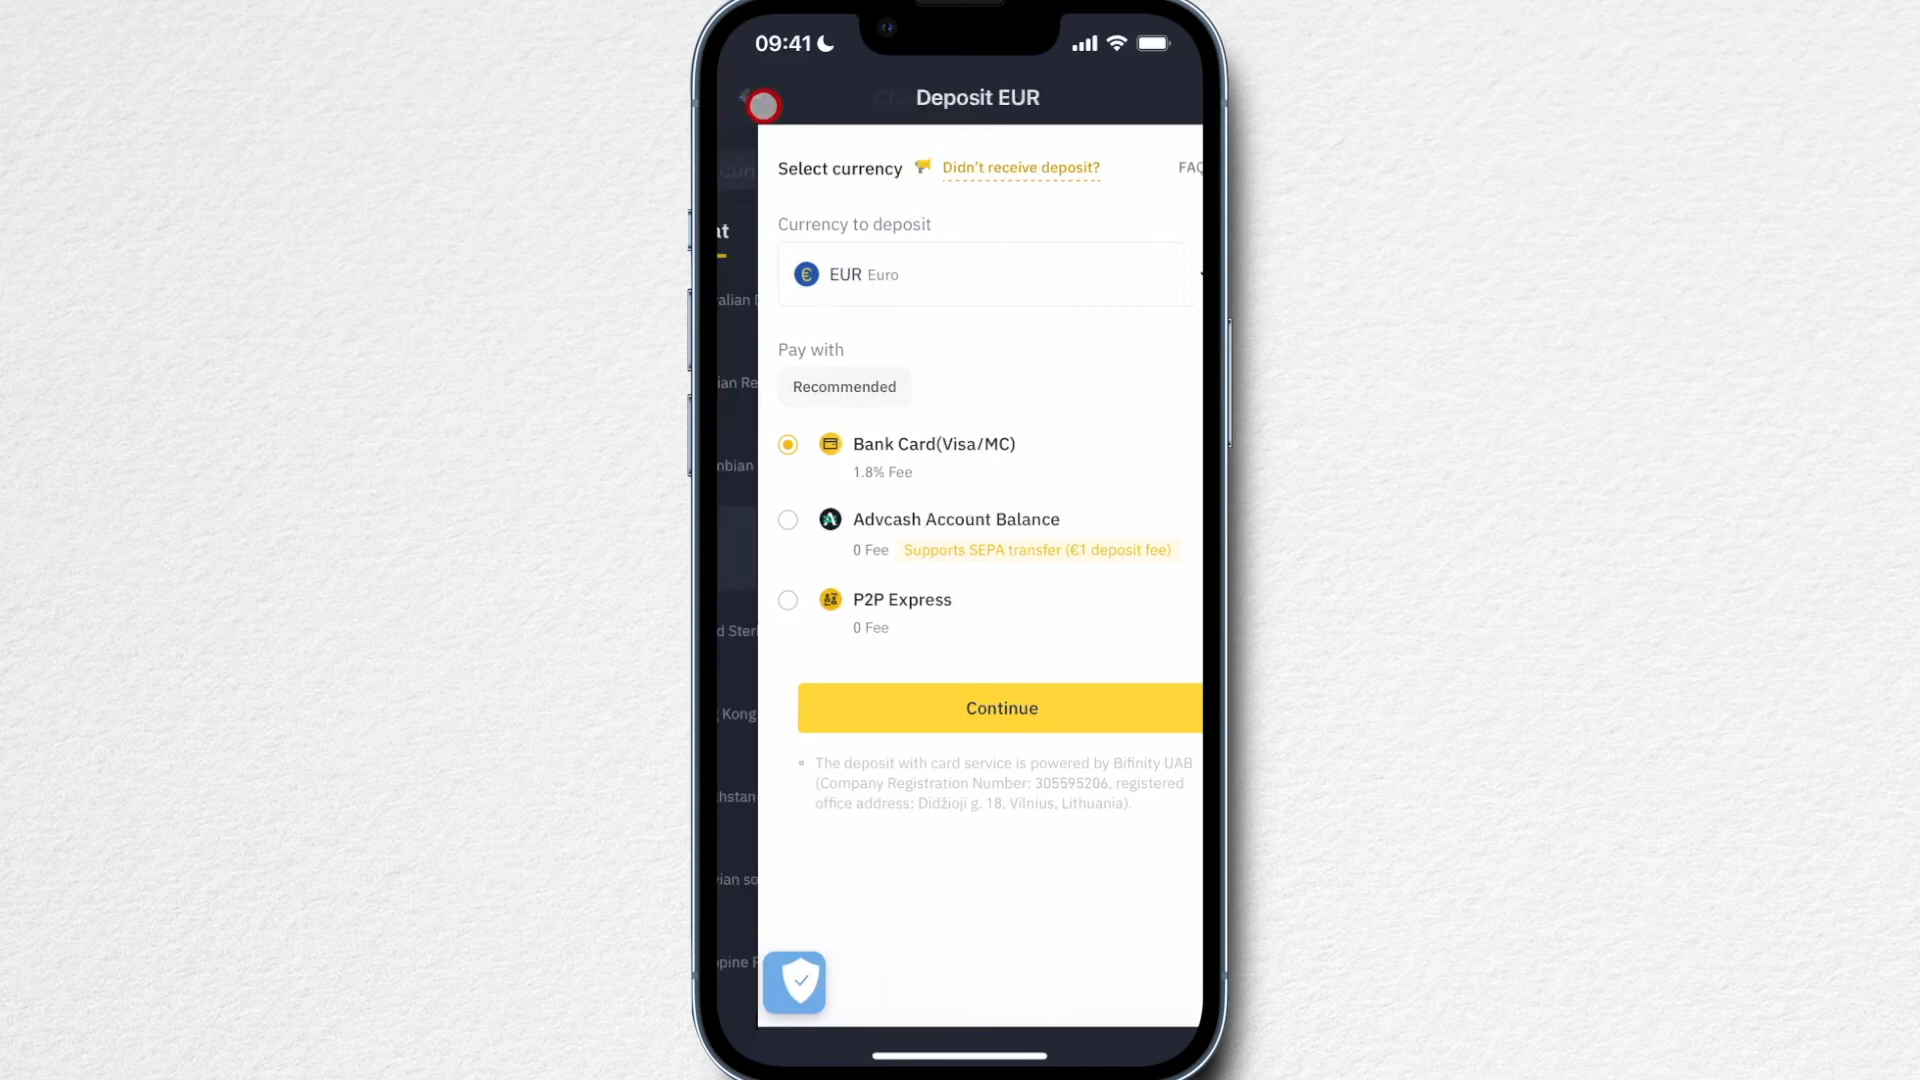 09:41
Deposit EUR
Select currency
Didn't receive deposit?
FAQ
Currency to deposit
€ EUR Euro
Pay with
Recommended
Bank Card(Visa/MC)
1.8% Fee
Advcash Account Balance
0 Fee Supports SEPA transfer (€1 deposit fee)
P2P Express
0 Fee
Continue
The deposit with card service is powered by Bifinity UAB
(Company Registration Number: 305595206, registered
office address: Didžioji g. 18, Vilnius, Lithuania).